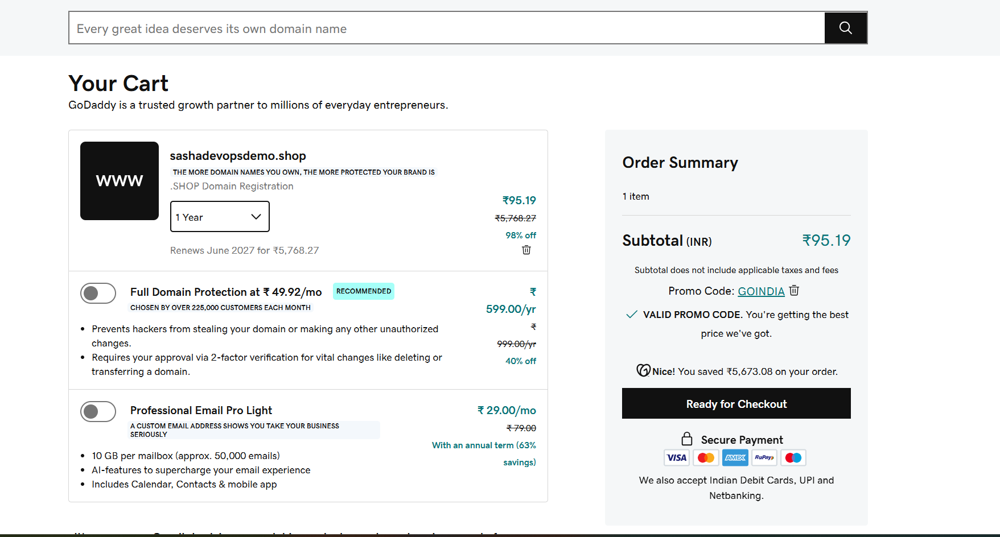 Every great idea deserves its own domain name
Your Cart
GoDaddy is a trusted growth partner to millions of everyday entrepreneurs.
www
sashadevopsdemo.shop
THE MORE DOMAIN NAMES YOU OWN, THE MORE PROTECTED YOUR BRAND IS
.SHOP Domain Registration
1 Year
Renews June 2027 for ₹5,768.27
₹95.19
₹5,768.27
98% off
Full Domain Protection at ₹ 49.92/mo
RECOMMENDED
CHOSEN BY OVER 225,000 CUSTOMERS EACH MONTH
• Prevents hackers from stealing your domain or making any other unauthorized
changes.
• Requires your approval via 2-factor verification for vital changes like deleting or
transferring a domain.
₹
599.00/yr
₹
999.00/yr
40% off
Professional Email Pro Light
A CUSTOM EMAIL ADDRESS SHOWS YOU TAKE YOUR BUSINESS
SERIOUSLY
• 10 GB per mailbox (approx. 50,000 emails)
• AI-features to supercharge your email experience
• Includes Calendar, Contacts & mobile app
₹ 29.00/mo
₹ 79.00
With an annual term (63%
savings)
Order Summary
1 item
Subtotal (INR)
₹95.19
Subtotal does not include applicable taxes and fees
Promo Code: GOINDIA
VALID PROMO CODE. You're getting the best
price we've got.
Nice! You saved ₹5,673.08 on your order.
Ready for Checkout
Secure Payment
VISA
AMEX
RuPay
We also accept Indian Debit Cards, UPI and
Netbanking.